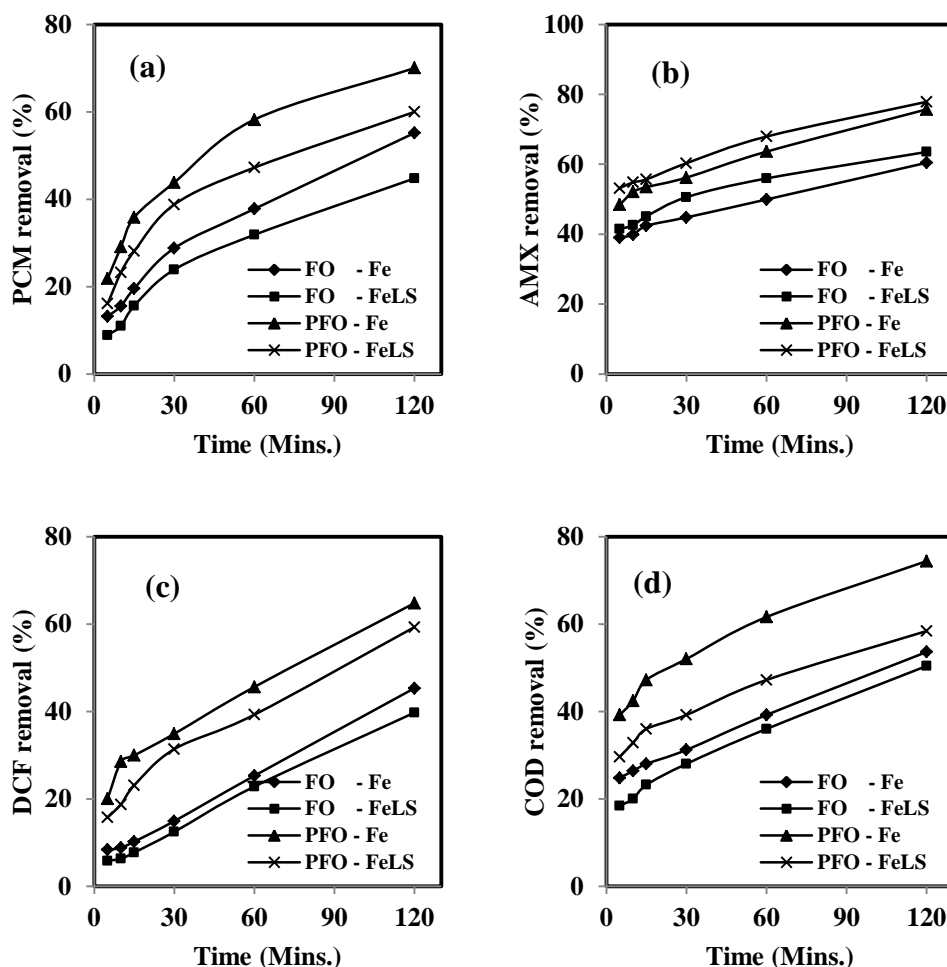 80
60
40
20
0
PCM removal (%)
(a)
FO - Fe
FO - FeLS
PFO - Fe
PFO - FeLS
0 30 60 90 120
Time (Mins.)
100
80
60
40
20
0
AMX removal (%)
(b)
FO - Fe
FO - FeLS
PFO - Fe
PFO - FeLS
0 30 60 90 120
Time (Mins.)
80
60
40
20
0
DCF removal (%)
(c)
FO - Fe
FO - FeLS
PFO - Fe
PFO - FeLS
0 30 60 90 120
Time (Mins.)
80
60
40
20
0
COD removal (%)
(d)
FO - Fe
FO - FeLS
PFO - Fe
PFO - FeLS
0 30 60 90 120
Time (Mins.)